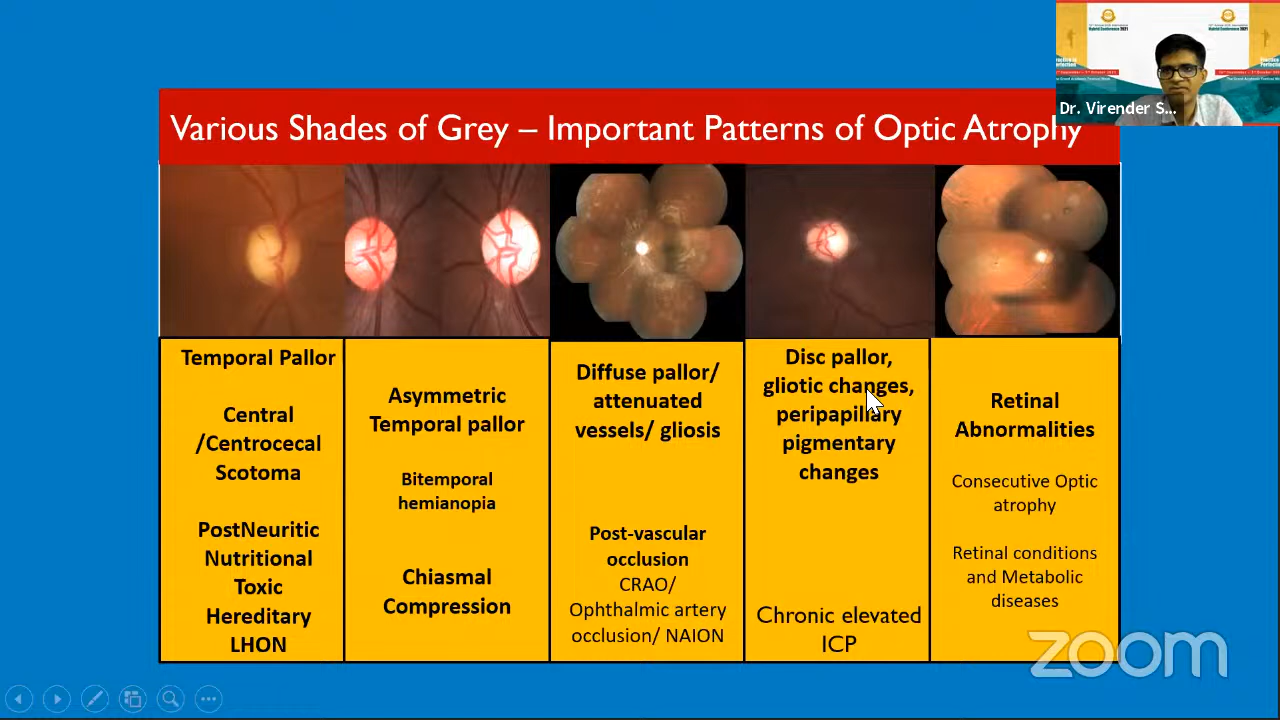 Various Shades of Grey – Important Patterns of Optic Atrophy
Dr. Virender S...
Temporal Pallor
Central
/Centrocecal
Scotoma
PostNeuritic
Nutritional
Toxic
Hereditary
LHON
Asymmetric
Temporal pallor
Bitemporal
hemianopia
Chiasmal
Compression
Diffuse pallor/
attenuated
vessels/ gliosis
Post-vascular
occlusion
CRAO/
Ophthalmic artery
occlusion/ NAION
Disc pallor,
gliotic changes,
peripapillary
pigmentary
changes
Chronic elevated
ICP
Retinal
Abnormalities
Consecutive Optic
atrophy
Retinal conditions
and Metabolic
diseases
zoom